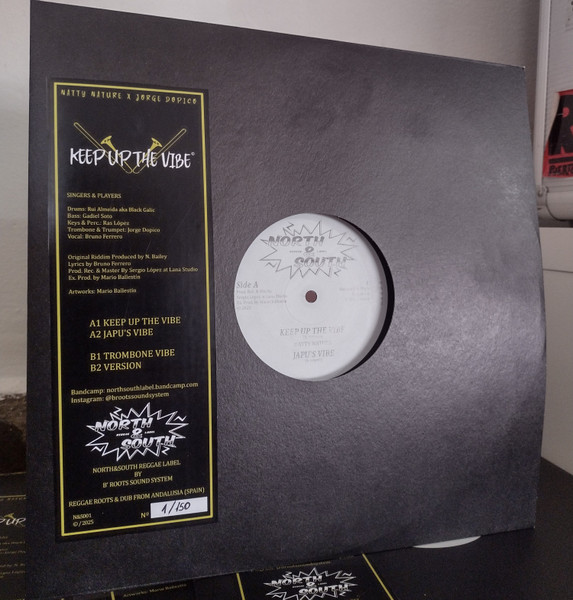 NATTY NATURE X JORGE DOPICO
KEEP UP THE VIBE
SINGERS & PLAYERS
Drums: Rui Almeida aka Black Galic
Bass: Gadiel Soto
Keys & Perc.: Ras López
Trombone & Trumpet: Jorge Dopico
Vocal: Bruno Ferreru
Original Riddim Produced by N. Bailey
Lyrics by Bruno Ferreru
Prod. Rec. & Master By Sergio López at Lana Studio
Ex. Prod. by Mario Ballestín
Artworks: Mario Ballestín
A1 KEEP UP THE VIBE
A2 JAPU'S VIBE
B1 TROMBONE VIBE
B2 VERSION
Bandcamp: northsouthlabel.bandcamp.com
Instagram: @brootssoundsystem
NORTH
&
SOUTH
NORTH&SOUTH REGGAE LABEL
BY
B' ROOTS SOUND SYSTEM
REGGAE ROOTS & DUB FROM ANDALUSIA (SPAIN)
N&S001
©/2025
Nº 1/150
NORTH
&
SOUTH
Side A
KEEP UP THE VIBE
JAPU'S VIBE
NORTH
&
SOUTH